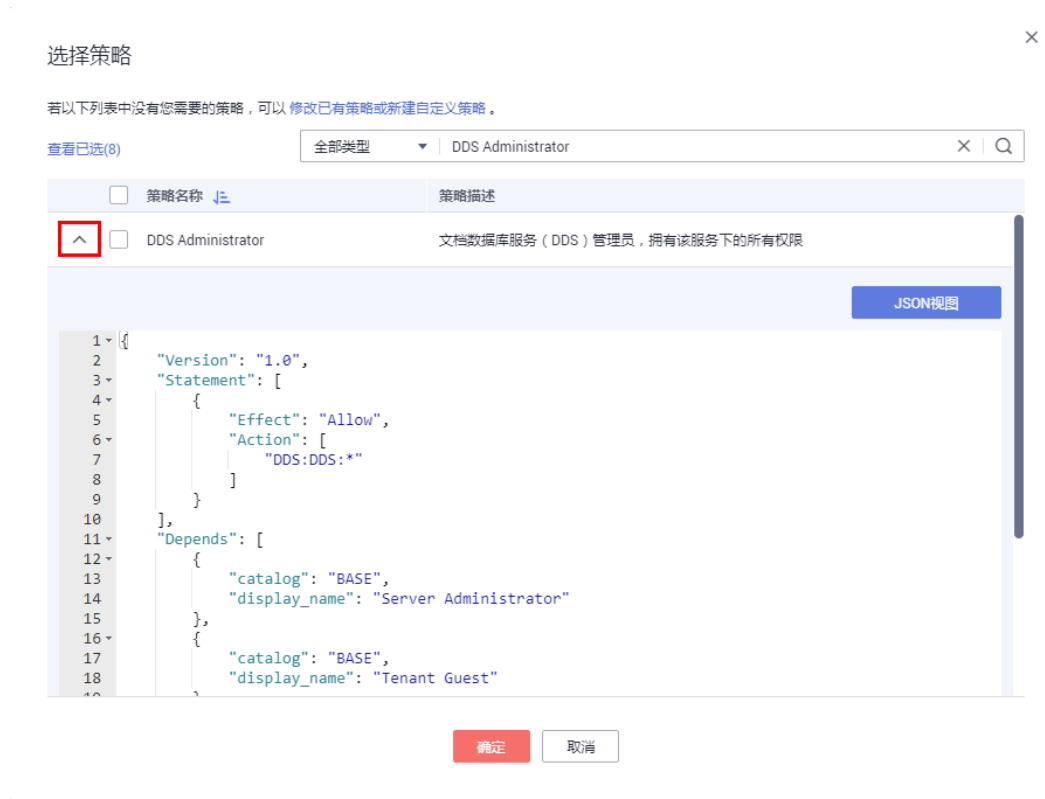 选择策略
若以下列表中没有您需要的策略，可以 修改已有策略或新建自定义策略 。
查看已选(8) 全部类型 DDS Administrator
策略名称 策略描述
DDS Administrator 文档数据库服务（DDS）管理员，拥有该服务下的所有权限
JSON视图
1 {
2 "Version": "1.0",
3 "Statement": [
4 {
5 "Effect": "Allow",
6 "Action": [
7 "DDS:DDS:*"
8 ]
9 }
10 ],
11 "Depends": [
12 {
13 "catalog": "BASE",
14 "display_name": "Server Administrator"
15 },
16 {
17 "catalog": "BASE",
18 "display_name": "Tenant Guest"
确定 取消